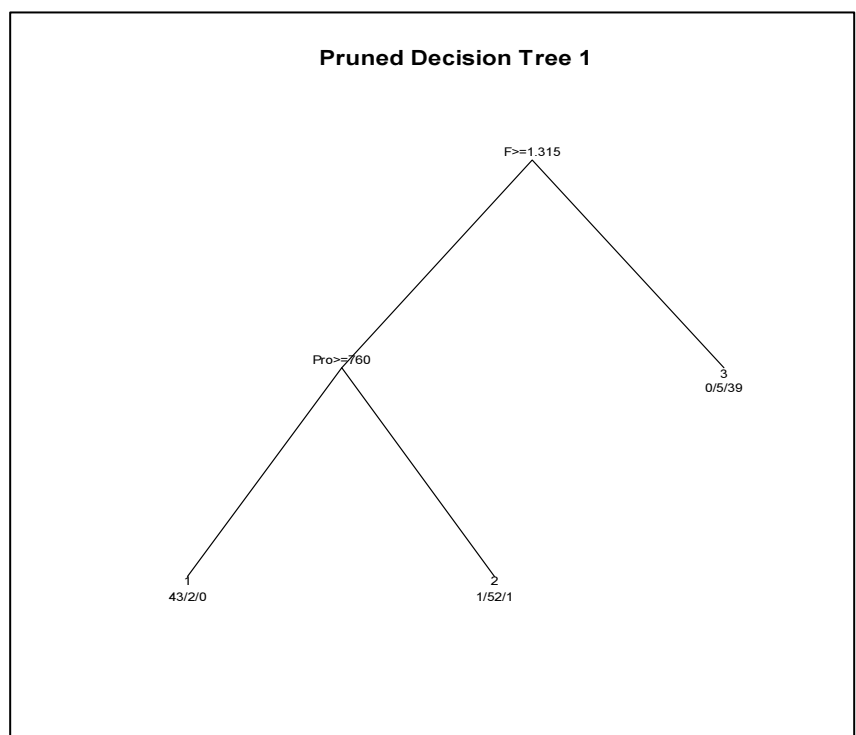 Pruned Decision Tree 1
F>=1.315
Pro>=760
3
0/5/39
1
43/2/0
2
1/52/1